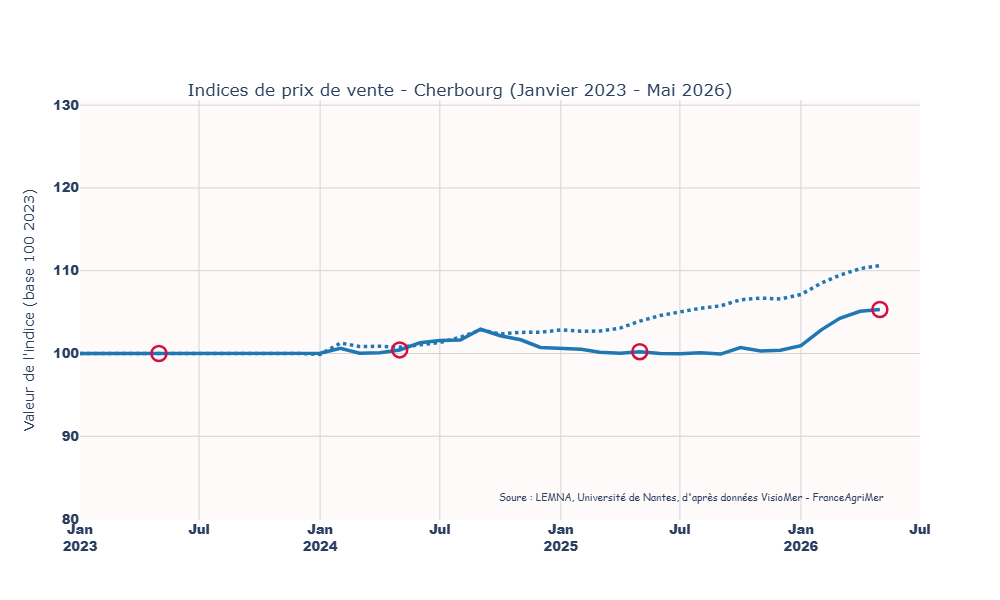 Indices de prix de vente - Cherbourg (Janvier 2023 - Mai 2026)
Valeur de l'indice (base 100 2023)
130
120
110
100
90
80
Soure : LEMNA, Université de Nantes, d'après données VisioMer - FranceAgriMer
Jan Jul Jan Jul Jan Jul Jan Jul
2023 2024 2025 2026